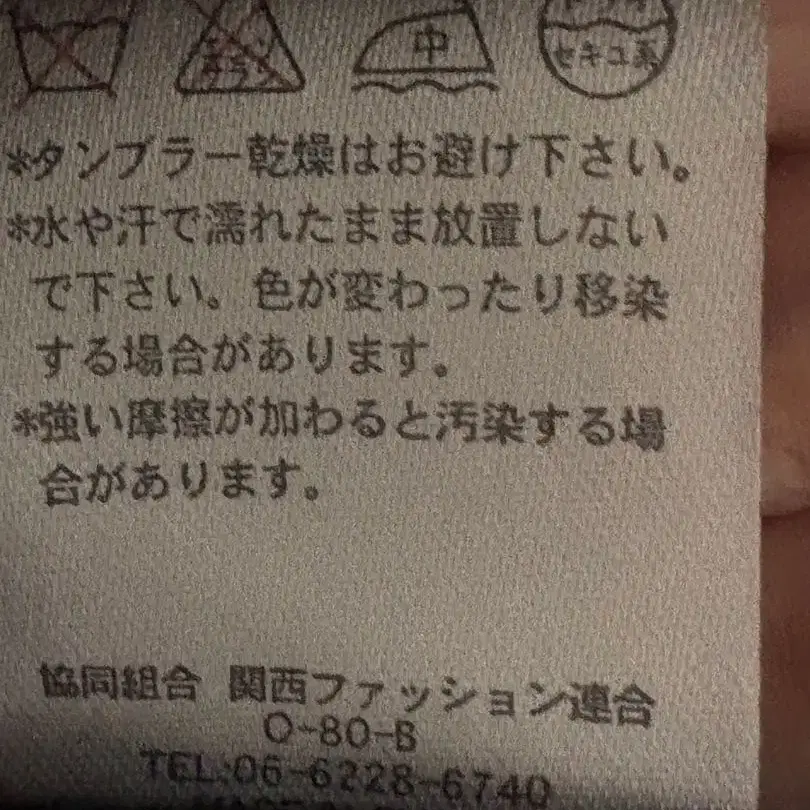 中
セキユ系
*タンブラー乾燥はお避け下さい。
*水や汗で濡れたまま放置しない
で下さい。色が変わったり移染
する場合があります。
*強い摩擦が加わると汚染する場
合があります。
協同組合 関西ファッション連合
O-80-B
TEL:06-6228-6740